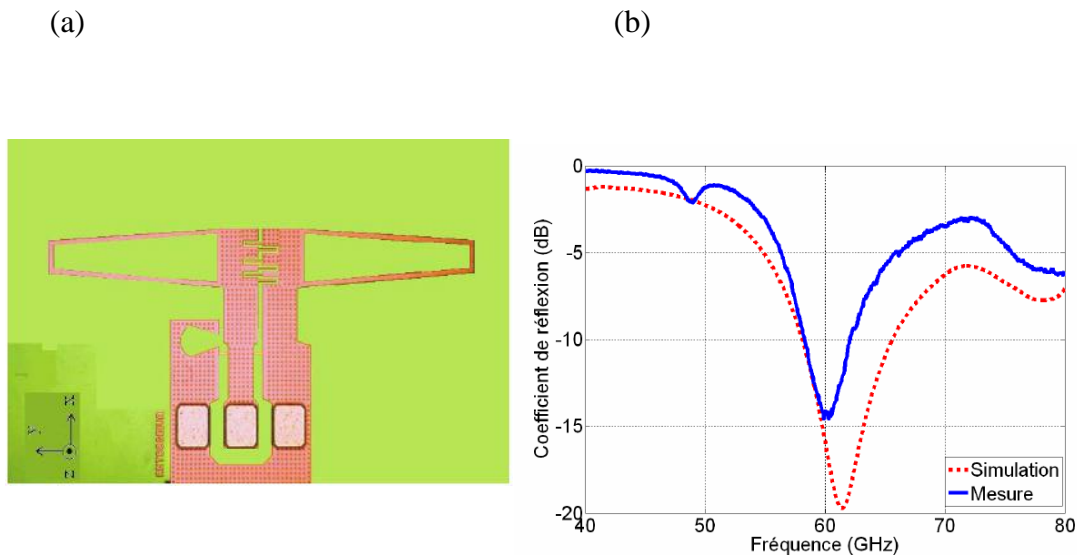 (a)
(b)
x
y
z
0
-5
-10
-15
-20
Coefficient de réflexion (dB)
Simulation
Mesure
40
50
60
70
80
Fréquence (GHz)